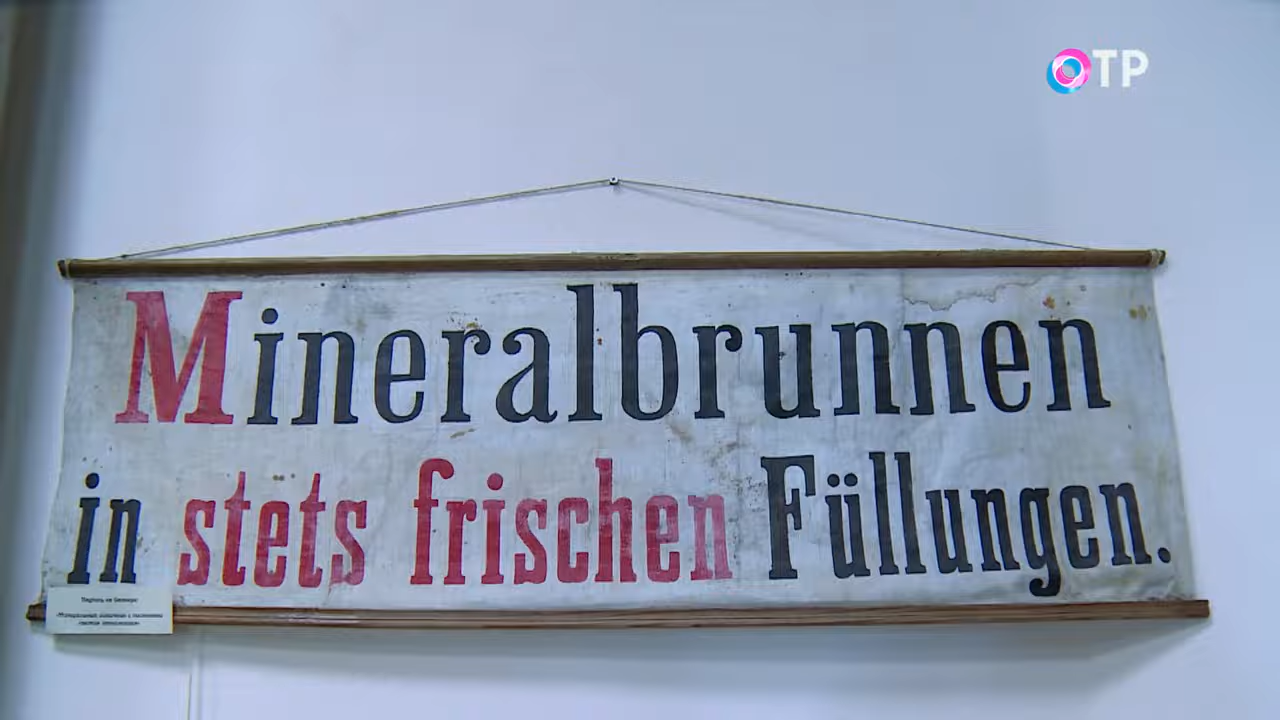 ОТР
Mineralbrunnen
in stets frischen Füllungen.